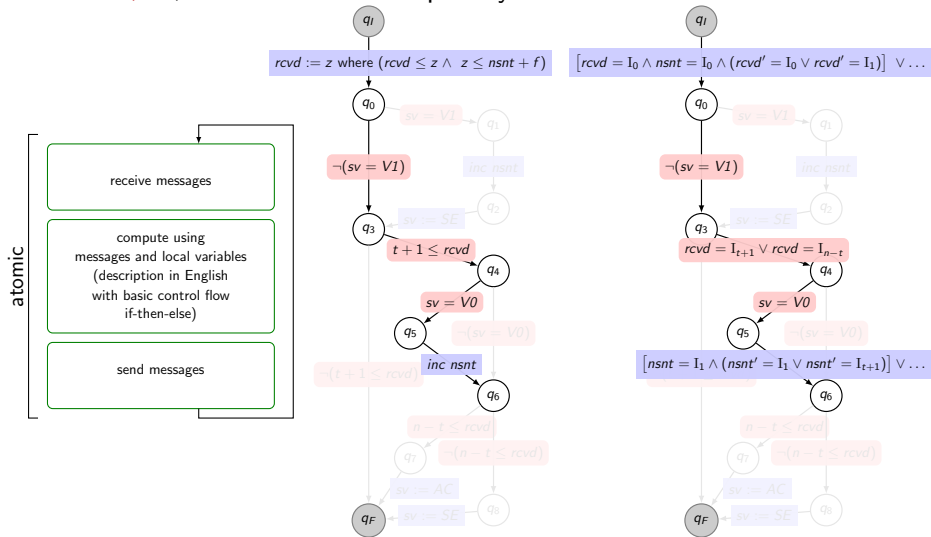 atomic
receive messages
compute using
messages and local variables
(description in English
with basic control flow
if-then-else)
send messages
q_I
rcvd := z where (rcvd ≤ z ∧ z ≤ nsnt + f)
q_0
sv = V1
q_1
¬(sv = V1)
inc nsnt
q_2
sv := SE
q_3
t + 1 ≤ rcvd
q_4
sv = V0
q_5
¬(sv = V0)
inc nsnt
¬(t + 1 ≤ rcvd)
q_6
n − t ≤ rcvd
¬(n − t ≤ rcvd)
q_7
sv := AC
q_8
sv := SE
q_F
q_I
[rcvd = I_0 ∧ nsnt = I_0 ∧ (rcvd′ = I_0 ∨ rcvd′ = I_1)] ∨ …
q_0
sv = V1
q_1
¬(sv = V1)
inc nsnt
q_2
sv := SE
q_3
rcvd = I_{t+1} ∨ rcvd = I_{n−t}
q_4
sv = V0
q_5
¬(sv = V0)
[nsnt = I_1 ∧ (nsnt′ = I_1 ∨ nsnt′ = I_{t+1})] ∨ …
q_6
n − t ≤ rcvd
¬(n − t ≤ rcvd)
q_7
sv := AC
q_8
sv := SE
q_F